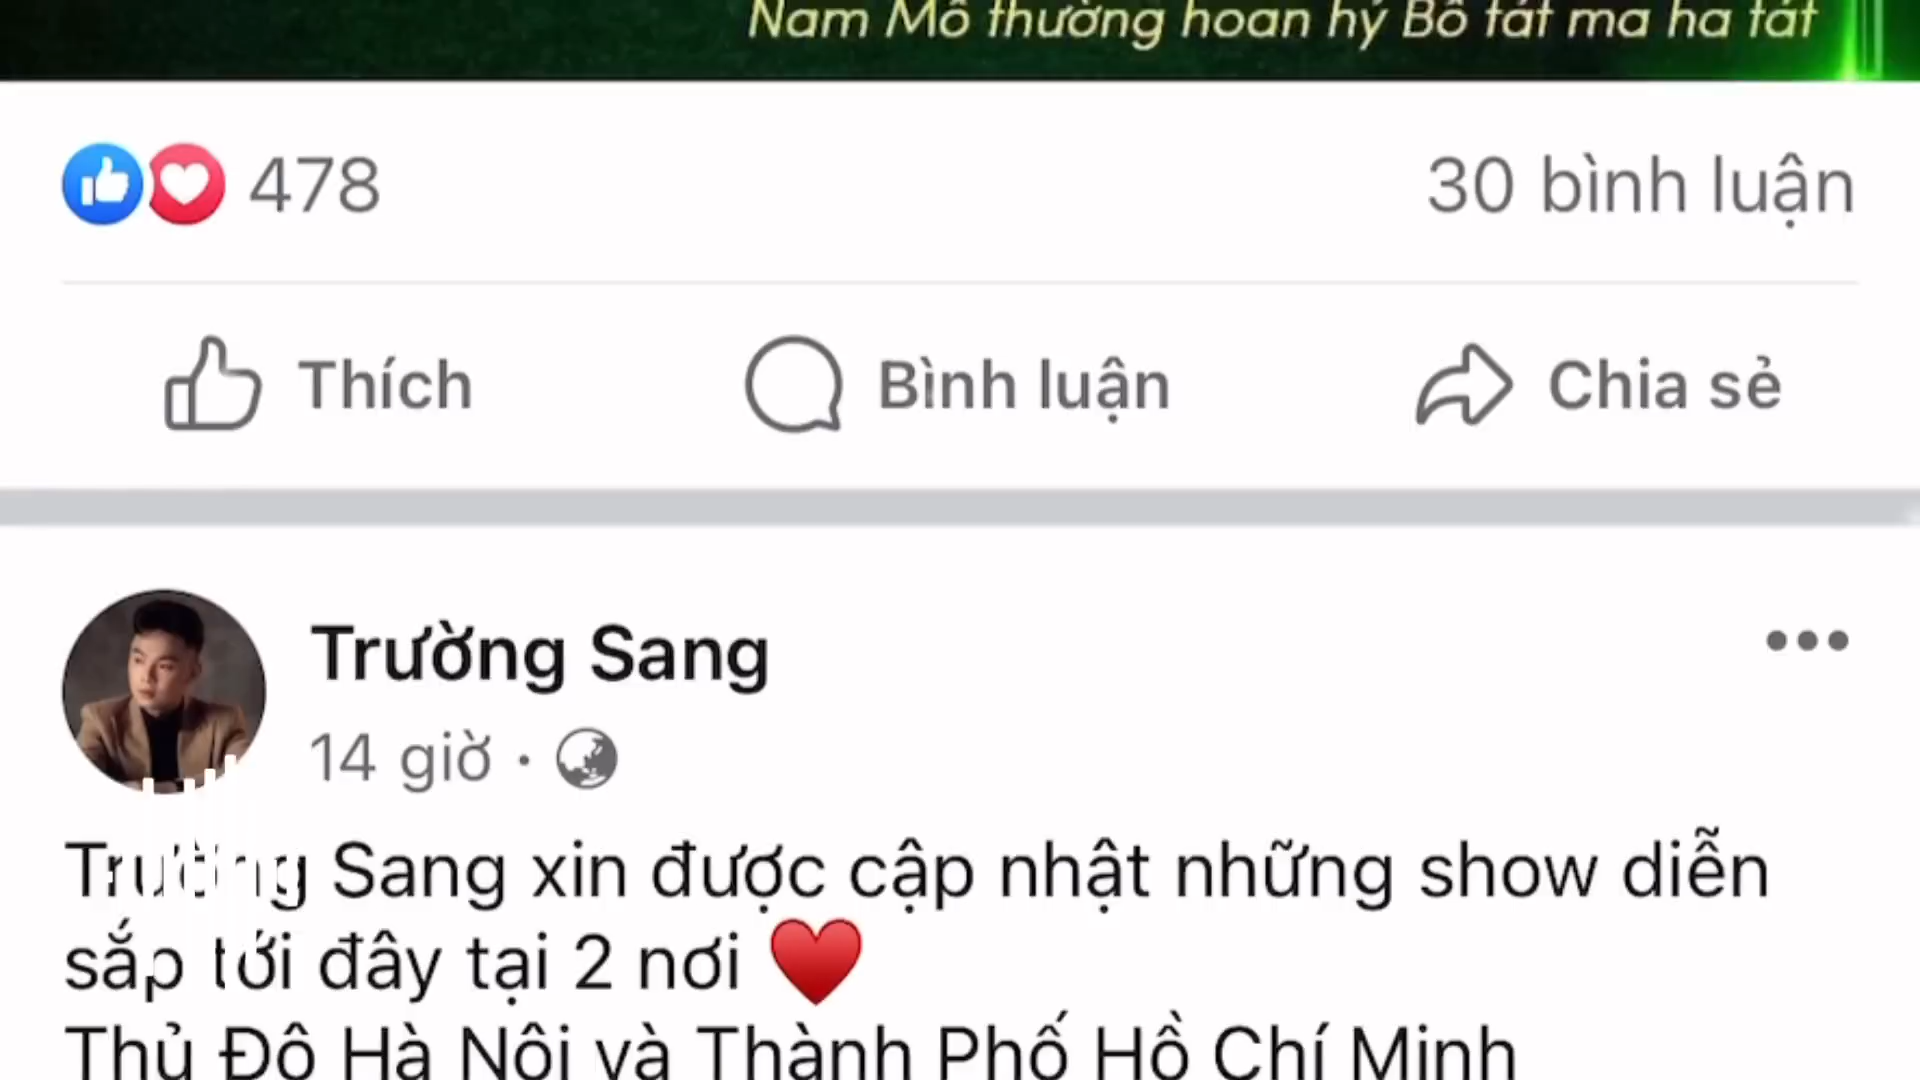 Nam Mô thường hoan hỷ Bồ tát ma ha tát
478
30 bình luận
Thích
Bình luận
Chia sẻ
Trường Sang
14 giờ ·
Trường Sang xin được cập nhật những show diễn
sắp tới đây tại 2 nơi ♥
Thủ Đô Hà Nội và Thành Phố Hồ Chí Minh